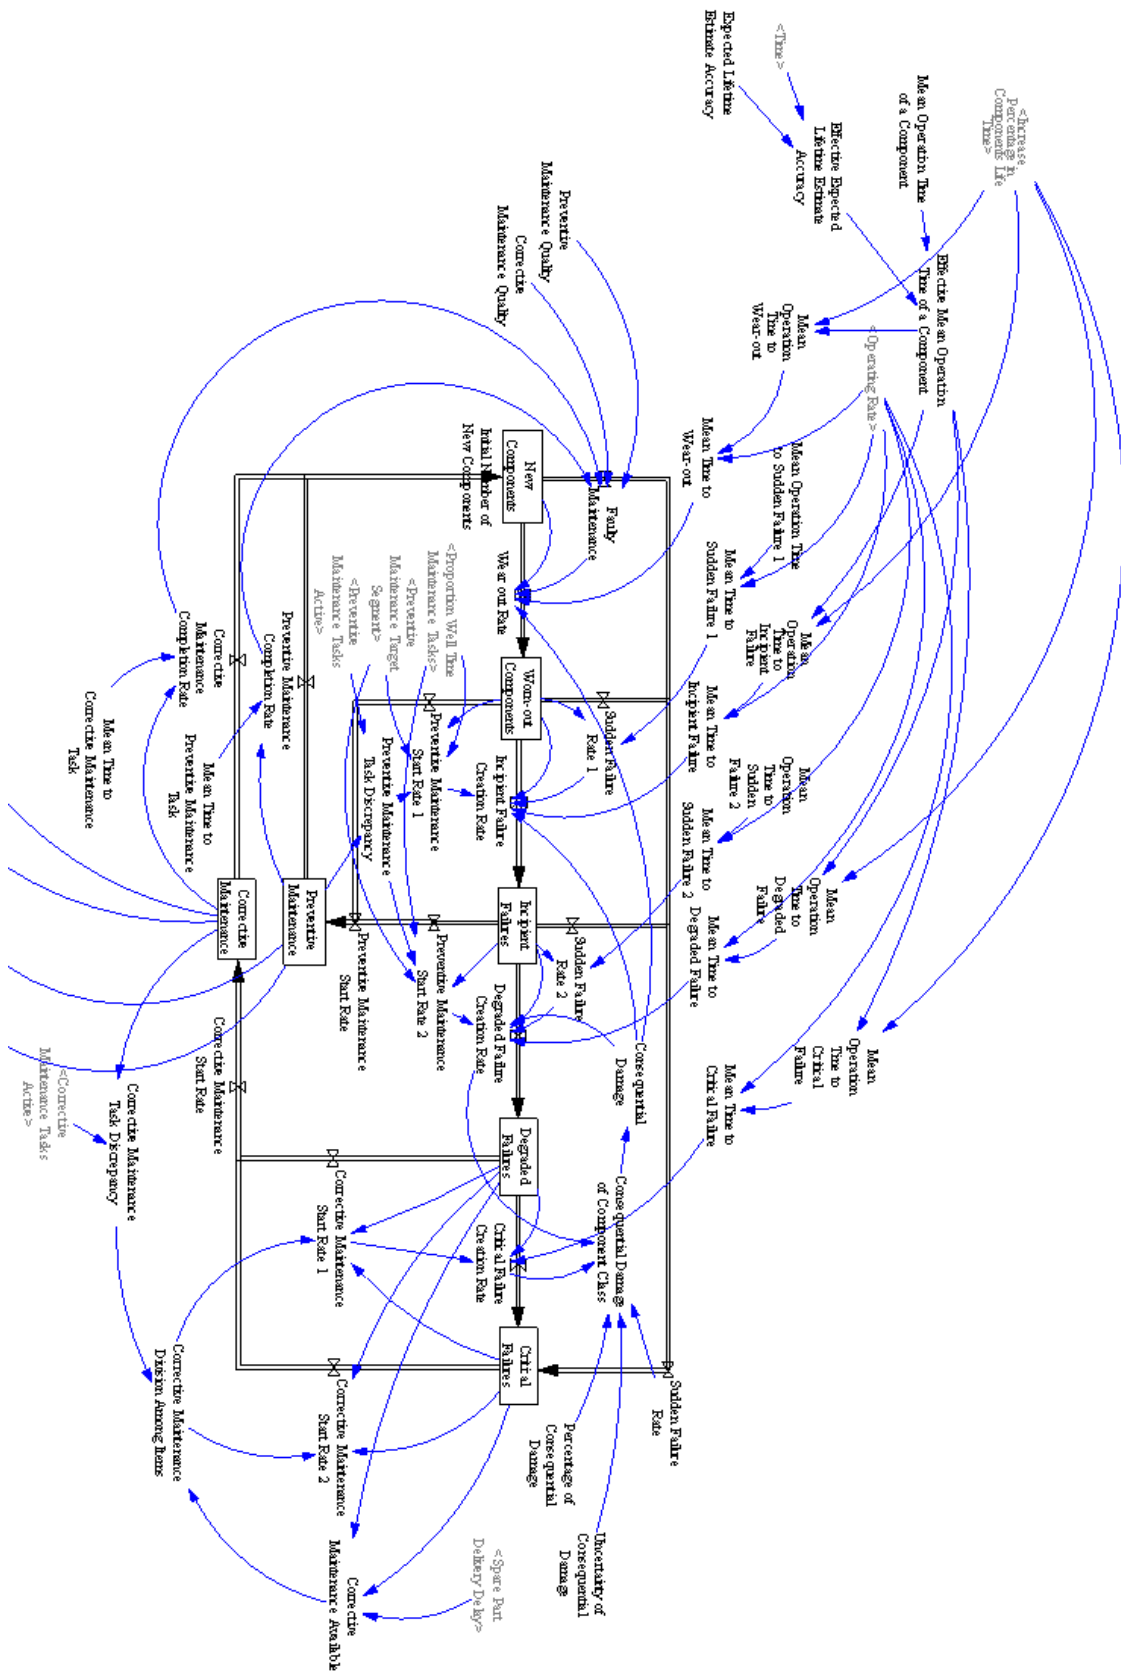 <Increase
Percentage in
Components Life
Time>
Mean Operation Time
of a Component
<Time>
Expected Lifetime
Estimate Accuracy
Effective Expected
Lifetime Estimate
Accuracy
Effective Mean Operation
Time of a Component
<Operating Rate>
Mean
Operation
Time to
Wear-out
Mean Operation Time
to Sudden Failure 1
Mean
Operation
Time to
Incipient
Failure
Mean
Operation
Time to
Sudden
Failure 2
Mean
Operation
Time to
Degraded
Failure
Mean
Operation
Time to
Critical
Failure
Mean Time to
Wear-out
Mean Time to
Sudden Failure 1
Mean Time to
Incipient Failure
Mean Time to
Sudden Failure 2
Mean Time to
Degraded Failure
Mean Time to
Critical Failure
Preventive
Maintenance Quality
Corrective
Maintenance Quality
Faulty
Maintenance
Sudden Failure
Rate 1
Sudden Failure
Rate 2
Consequential
Damage
Consequential Damage
of Component Class
Sudden Failure
Rate
Percentage of
Consequential
Damage
Uncertainty of
Consequential
Damage
New
Components
Initial Number of
New Components
Wear out Rate
Worn-out
Components
Incipient Failure
Creation Rate
Incipient
Failures
Degraded Failure
Creation Rate
Degraded
Failures
Critical Failure
Creation Rate
Critical
Failures
<Spare Part
Delivery Delay>
<Proportion Well Time
Maintenance Tasks>
<Preventive
Maintenance Target
Segment>
<Preventive
Maintenance Tasks
Active>
Preventive Maintenance
Start Rate 1
Preventive Maintenance
Task Discrepancy
Preventive Maintenance
Start Rate 2
Preventive Maintenance
Start Rate
Corrective Maintenance
Start Rate 1
Corrective Maintenance
Start Rate 2
Corrective
Maintenance Available
Preventive Maintenance
Completion Rate
Preventive
Maintenance
Mean Time to
Preventive Maintenance
Task
Corrective
Maintenance
Completion Rate
Corrective
Maintenance
Corrective Maintenance
Start Rate
Mean Time to
Corrective Maintenance
Task
Corrective Maintenance
Task Discrepancy
Corrective Maintenance
Division Among Items
<Corrective
Maintenance Tasks
Active>